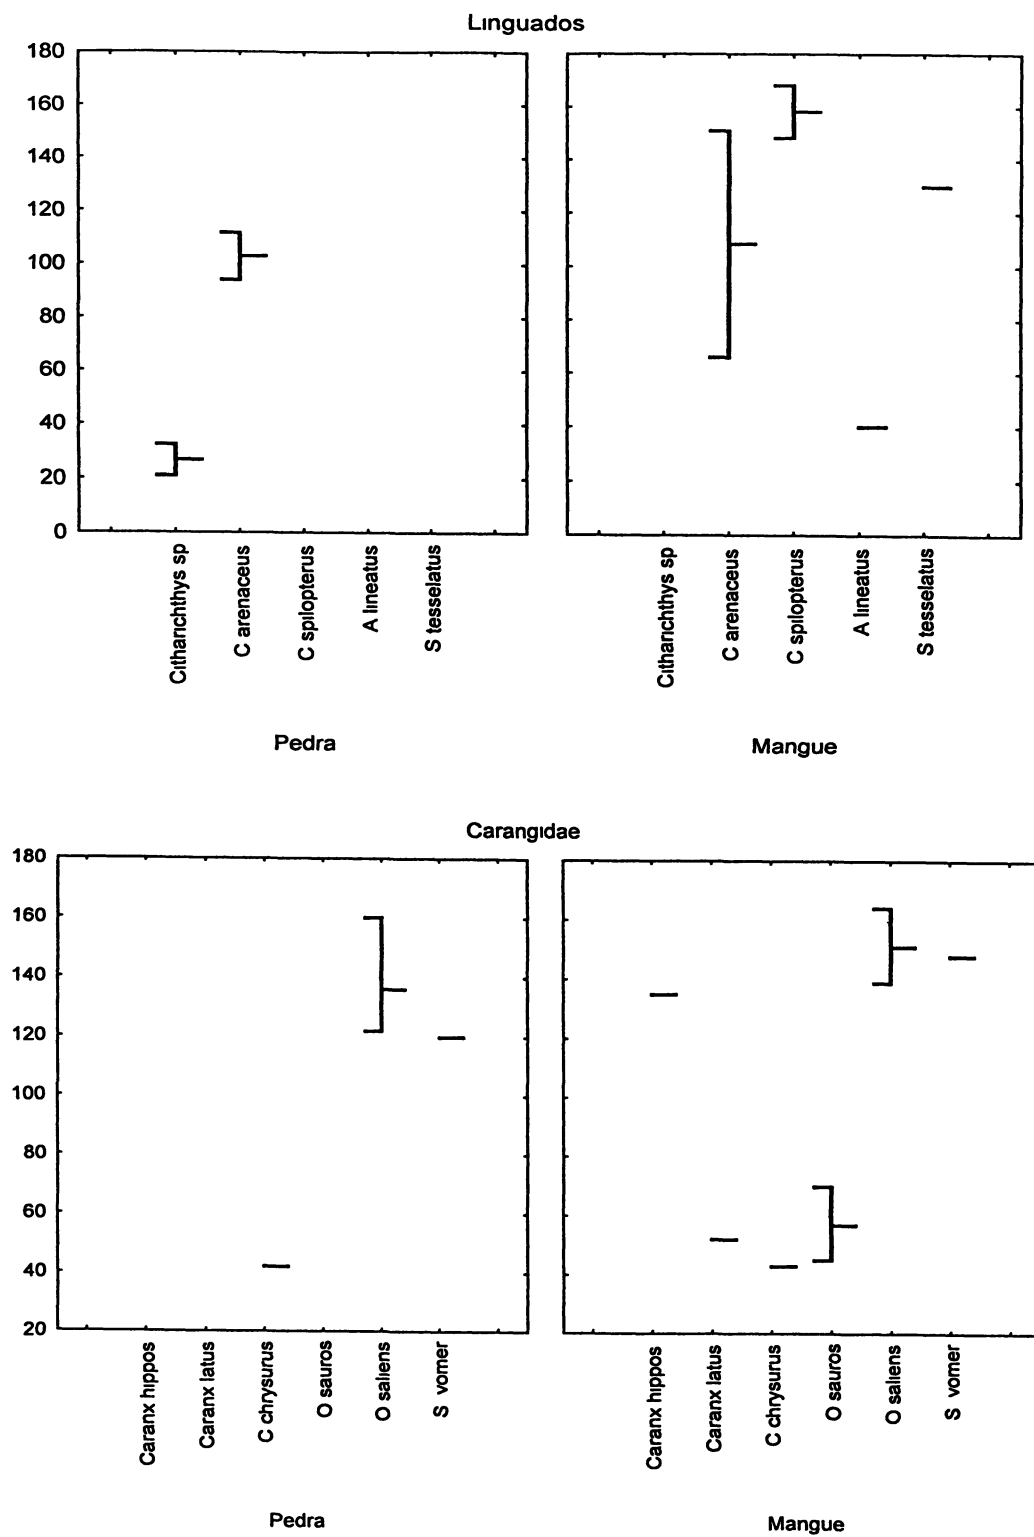 Linguados
180
160
140
120
100
80
60
40
20
0
Citharichthys sp
C arenaceus
C spilopterus
A lineatus
S tesselatus
Citharichthys sp
C arenaceus
C spilopterus
A lineatus
S tesselatus
Pedra
Mangue
Carangidae
180
160
140
120
100
80
60
40
20
Caranx hippos
Caranx latus
C chrysurus
O sauros
O saliens
S vomer
Caranx hippos
Caranx latus
C chrysurus
O sauros
O saliens
S vomer
Pedra
Mangue